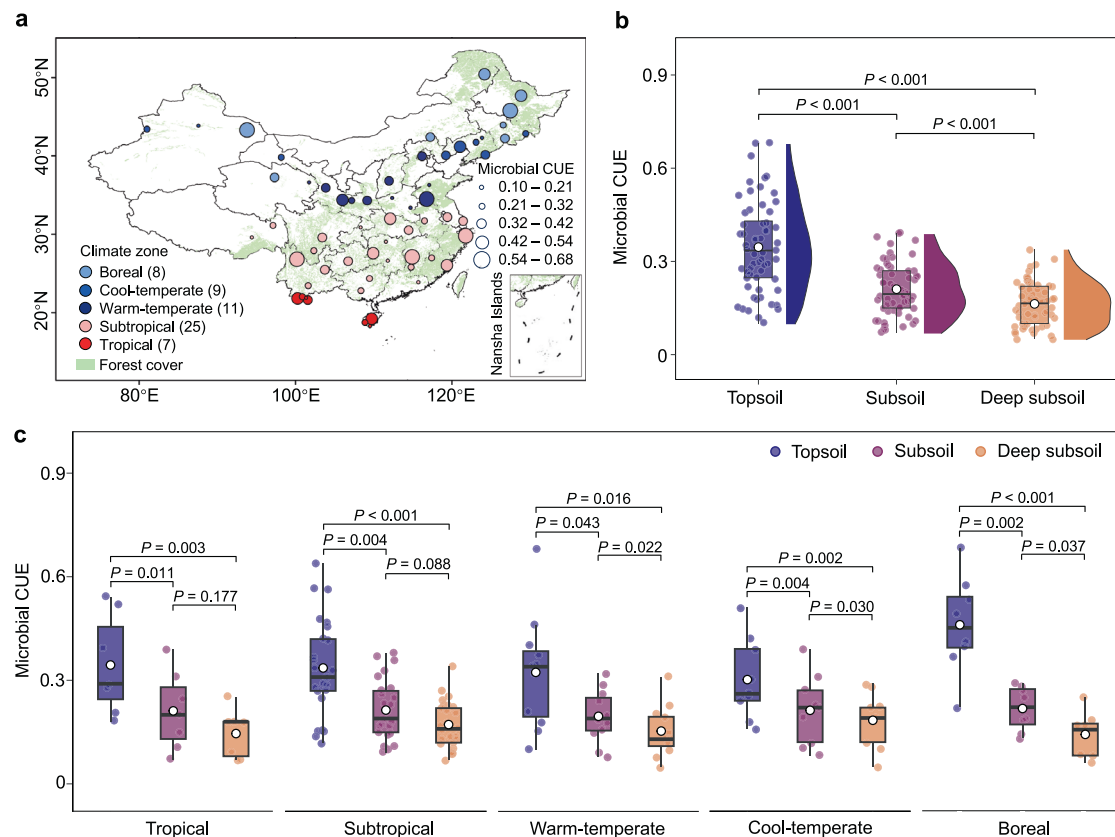 a
50°N
40°N
30°N
20°N
80°E
100°E
120°E
Climate zone
Boreal (8)
Cool-temperate (9)
Warm-temperate (11)
Subtropical (25)
Tropical (7)
Forest cover
Microbial CUE
0.10 – 0.21
0.21 – 0.32
0.32 – 0.42
0.42 – 0.54
0.54 – 0.68
Nansha Islands
b
Microbial CUE
0.9
0.6
0.3
0
P < 0.001
P < 0.001
P < 0.001
Topsoil
Subsoil
Deep subsoil
c
Topsoil
Subsoil
Deep subsoil
Microbial CUE
0.9
0.6
0.3
0
P = 0.003
P = 0.011
P = 0.177
P < 0.001
P = 0.004
P = 0.088
P = 0.016
P = 0.043
P = 0.022
P = 0.002
P = 0.004
P = 0.030
P < 0.001
P = 0.002
P = 0.037
Tropical
Subtropical
Warm-temperate
Cool-temperate
Boreal